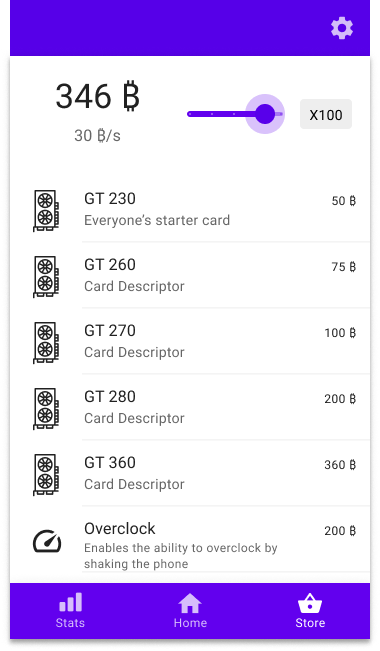 346 ฿
30 ฿/s
X100
GT 230
50 ฿
Everyone's starter card
GT 260
75 ฿
Card Descriptor
GT 270
100 ฿
Card Descriptor
GT 280
200 ฿
Card Descriptor
GT 360
360 ฿
Card Descriptor
Overclock
200 ฿
Enables the ability to overclock by
shaking the phone
Stats
Home
Store